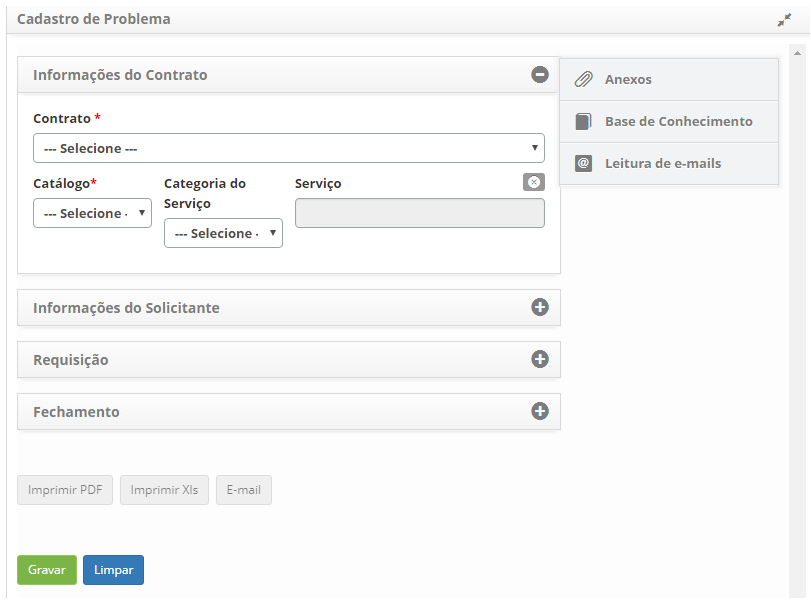 Cadastro de Problema
Informações do Contrato
Contrato *
--- Selecione ---
Catálogo*
--- Selecione -
Categoria do
Serviço
--- Selecione -
Serviço
Informações do Solicitante
Requisição
Fechamento
Anexos
Base de Conhecimento
Leitura de e-mails
Imprimir PDF
Imprimir Xls
E-mail
Gravar
Limpar